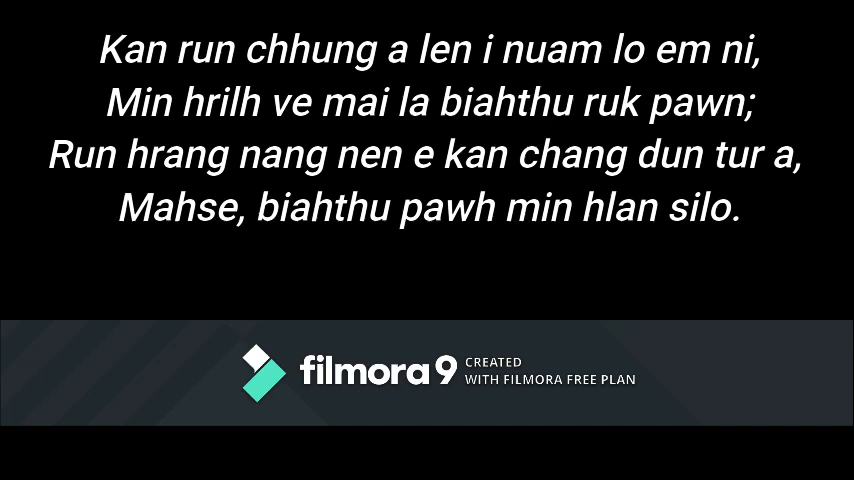 Kan run chhung a len i nuam lo em ni,
Min hrilh ve mai la biahthu ruk pawn;
Run hrang nang nen e kan chang dun tur a,
Mahse, biahthu pawh min hlan silo.
filmora 9 CREATED
WITH FILMORA FREE PLAN